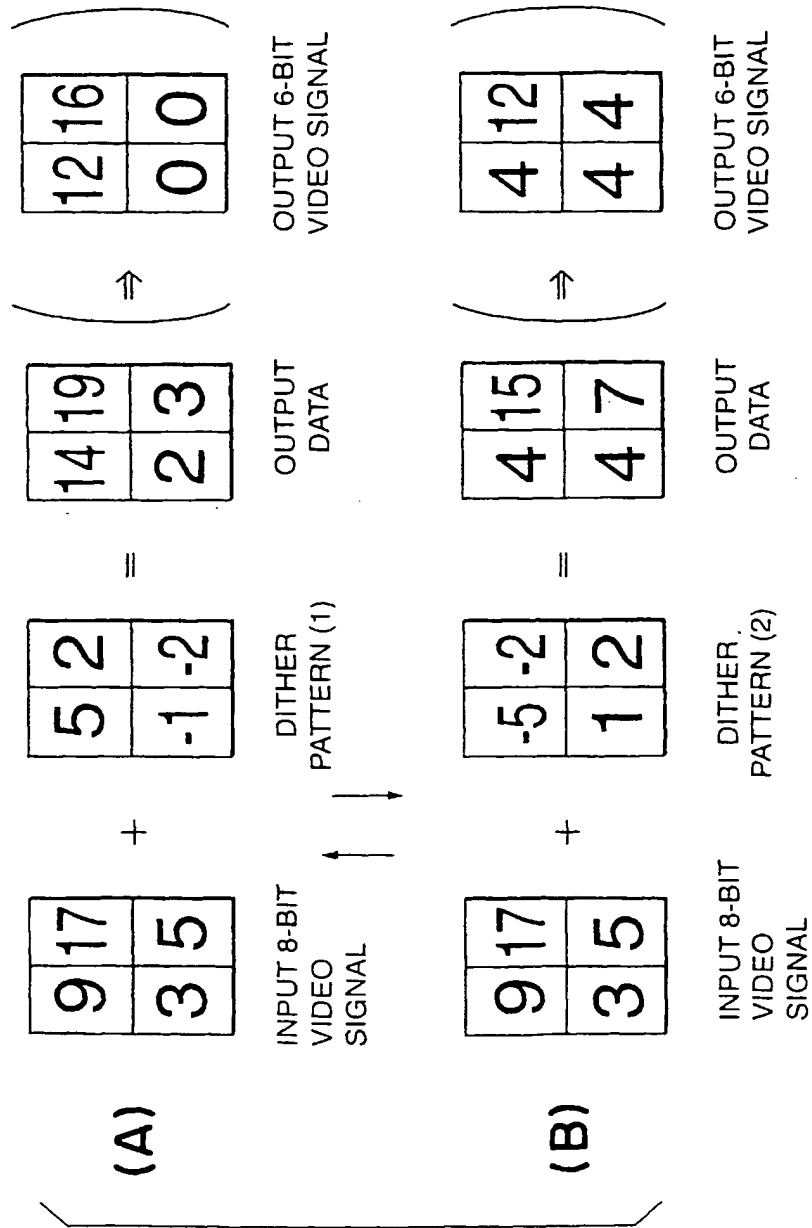 (A)
9 17
3 5
INPUT 8-BIT
VIDEO
SIGNAL
+
5 2
-1 -2
DITHER
PATTERN (1)
=
14 19
2 3
OUTPUT
DATA
⇒
12 16
0 0
OUTPUT 6-BIT
VIDEO SIGNAL
(B)
9 17
3 5
INPUT 8-BIT
VIDEO
SIGNAL
+
-5 -2
1 2
DITHER
PATTERN (2)
=
4 15
4 7
OUTPUT
DATA
⇒
4 12
4 4
OUTPUT 6-BIT
VIDEO SIGNAL